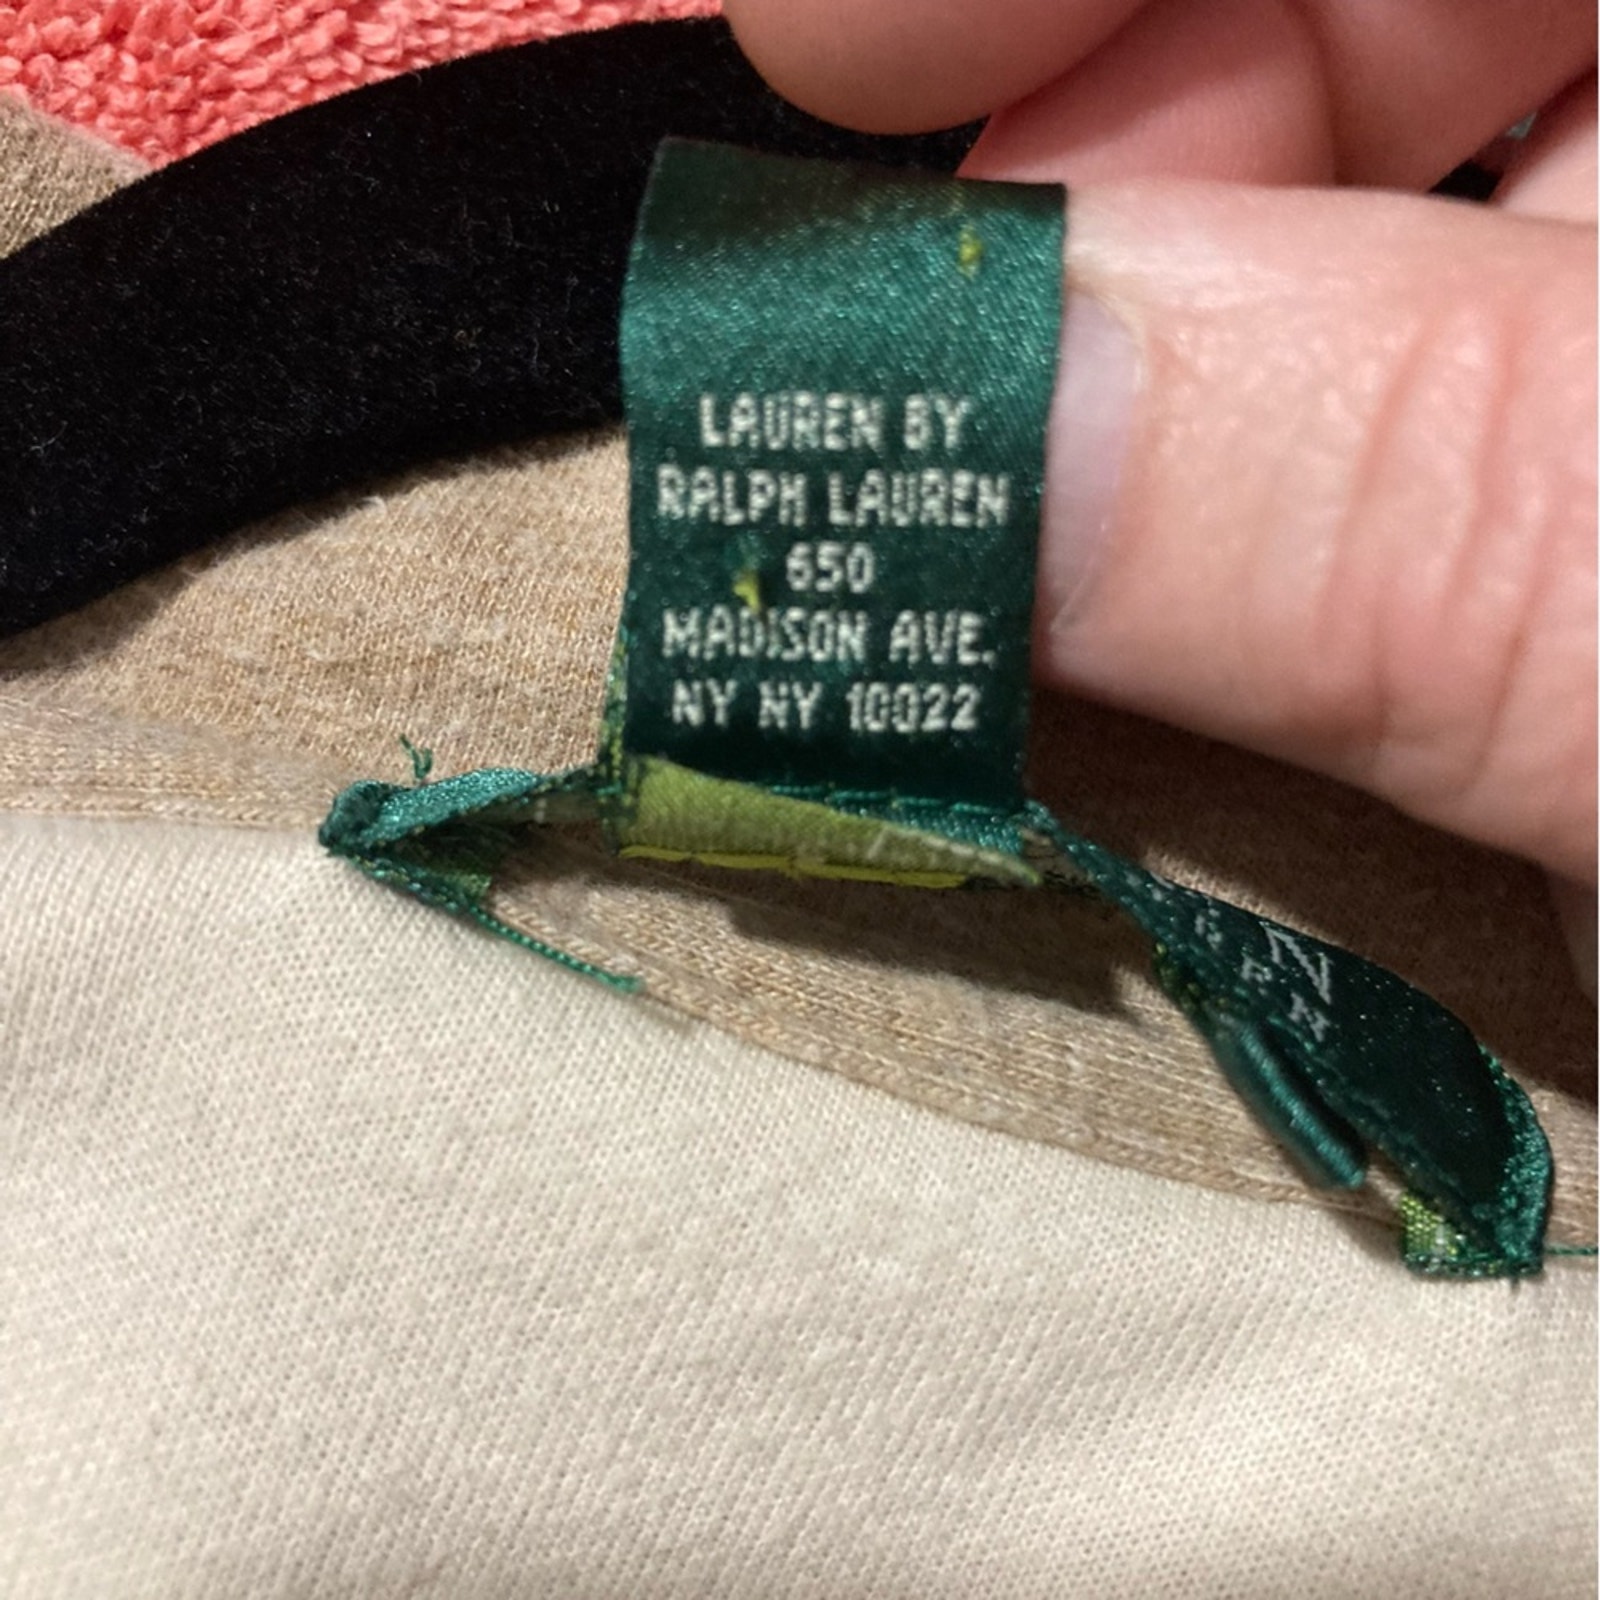 LAUREN BY
RALPH LAUREN
650
MADISON AVE.
NY NY 10022